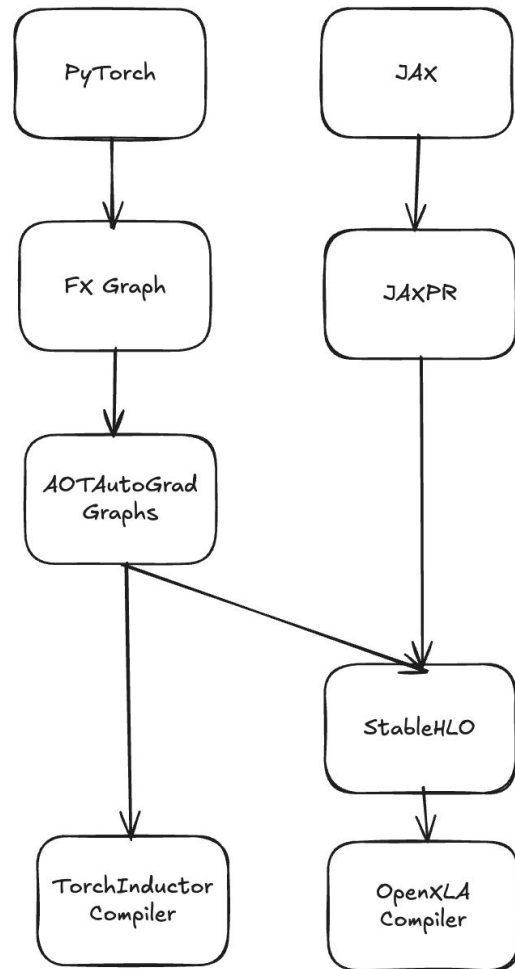 PyTorch
JAX
FX Graph
JAXPR
AOTAutoGrad
Graphs
StableHLO
TorchInductor
Compiler
OpenXLA
Compiler